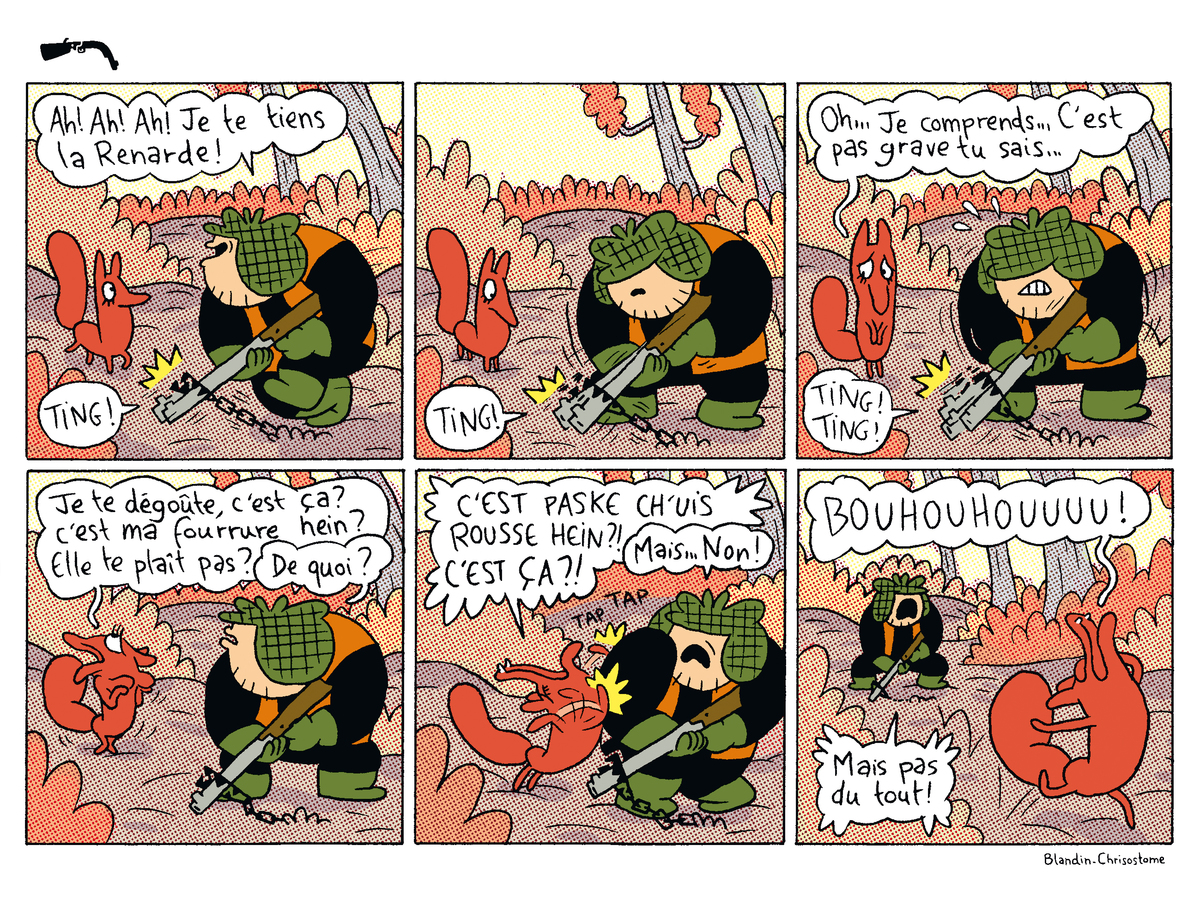 Ah! Ah! Ah! Je te tiens
la Renarde!
TING!
TING!
Oh... Je comprends... C'est
pas grave tu sais...
TING!
TING!
Je te dégoûte, c'est ça?
c'est ma fourrure hein?
Elle te plaît pas?
De quoi?
C'EST PASKE CH'UIS
ROUSSE HEIN?!
C'EST ÇA?!
Mais... Non!
TAP
TAP
BOUHOUHOUUUU!
Mais pas
du tout!
Blandin-Chrisostome